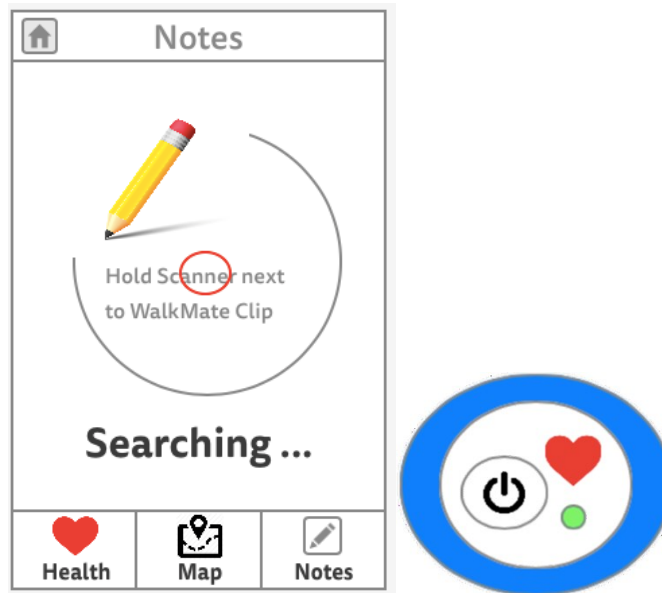 Notes
Hold Scanner next
to WalkMate Clip
Searching ...
Health Map Notes